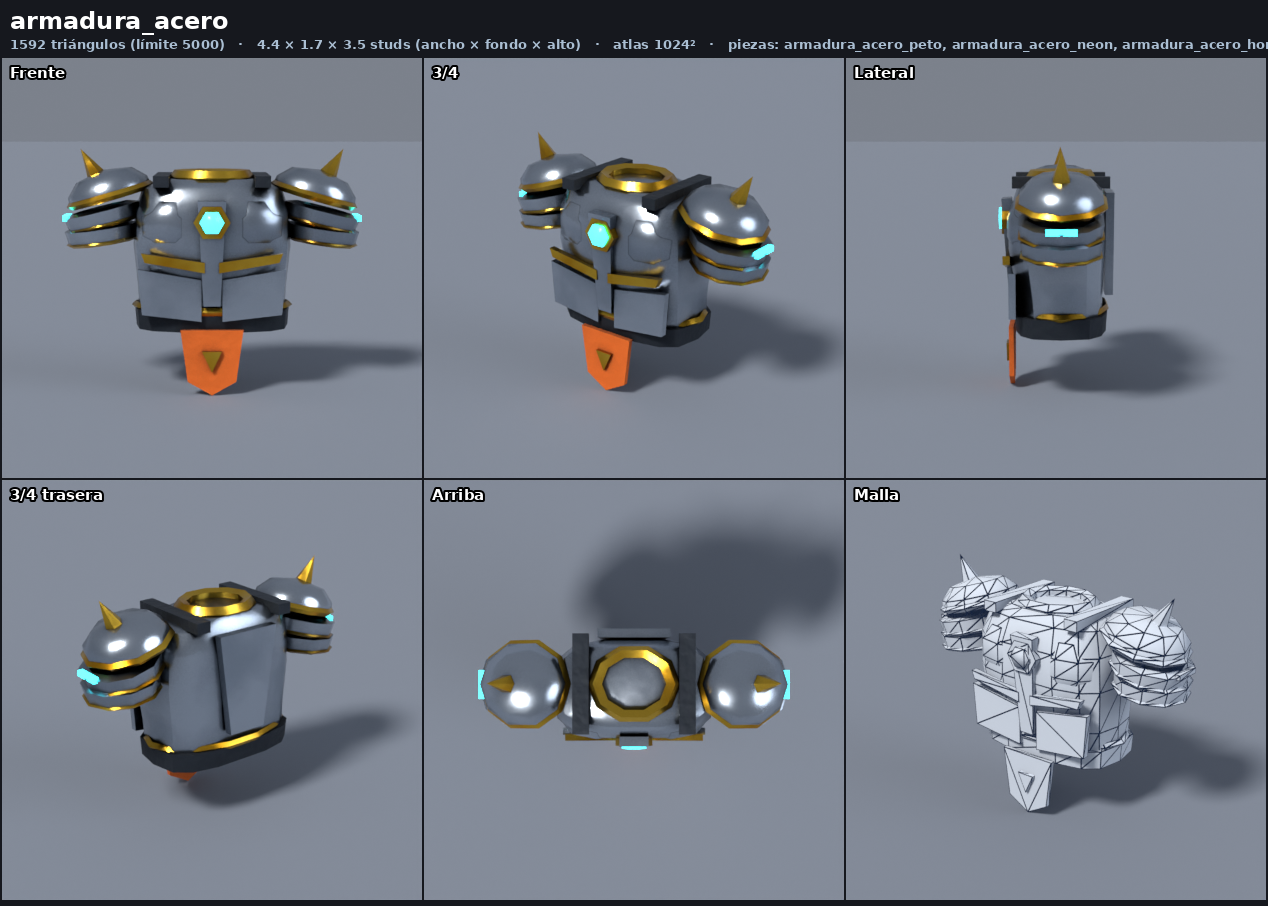 armadura_acero
1592 triángulos (límite 5000) · 4.4 × 1.7 × 3.5 studs (ancho × fondo × alto) · atlas 1024² · piezas: armadura_acero_peto, armadura_acero_neon, armadura_acero_hor
Frente
3/4
Lateral
3/4 trasera
Arriba
Malla